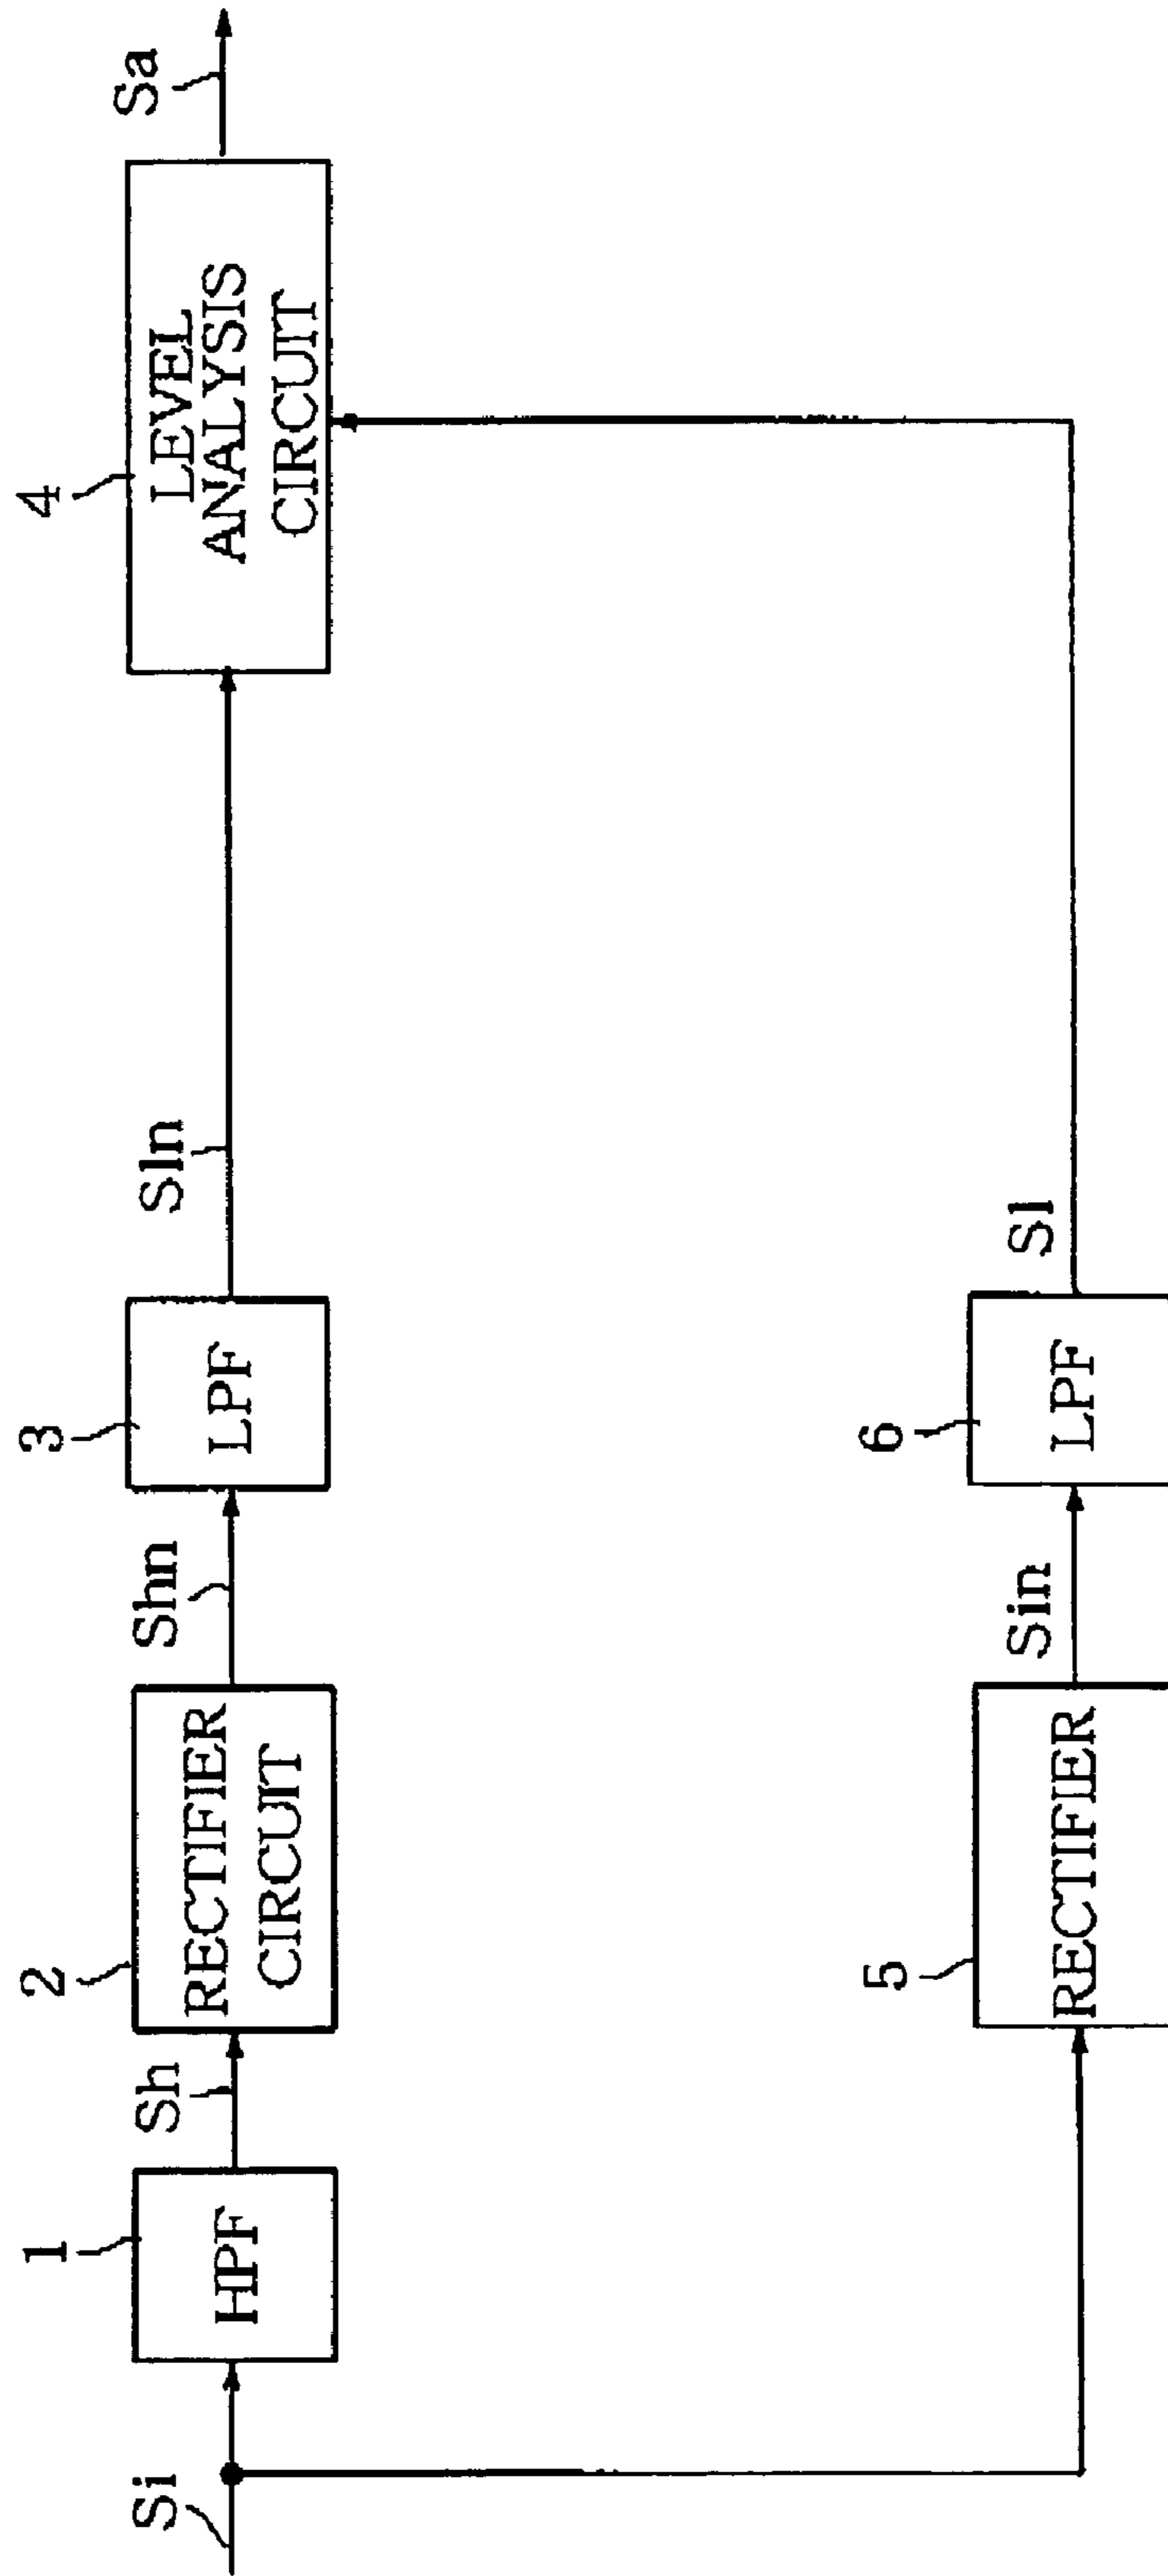 Si
1
HPF
Sh
2
RECTIFIER
CIRCUIT
Shn
3
LPF
Sln
4
LEVEL
ANALYSIS
CIRCUIT
Sa
5
RECTIFIER
Sin
6
LPF
Sl